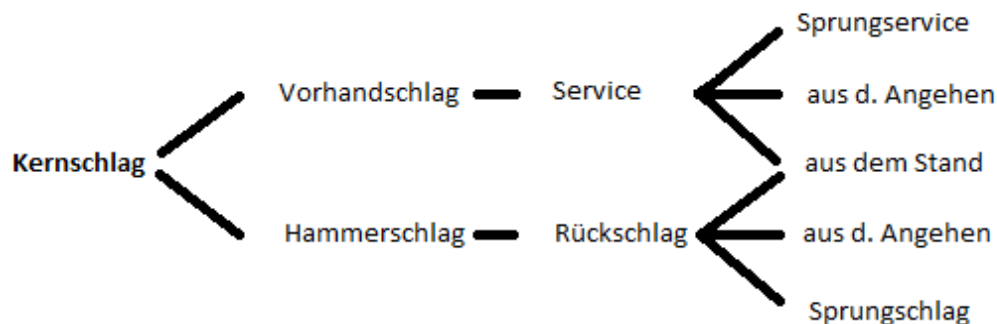 Sprungservice
Vorhandschlag Service aus d. Angehen
Kernschlag aus dem Stand
Hammerschlag Rückschlag aus d. Angehen
Sprungschlag